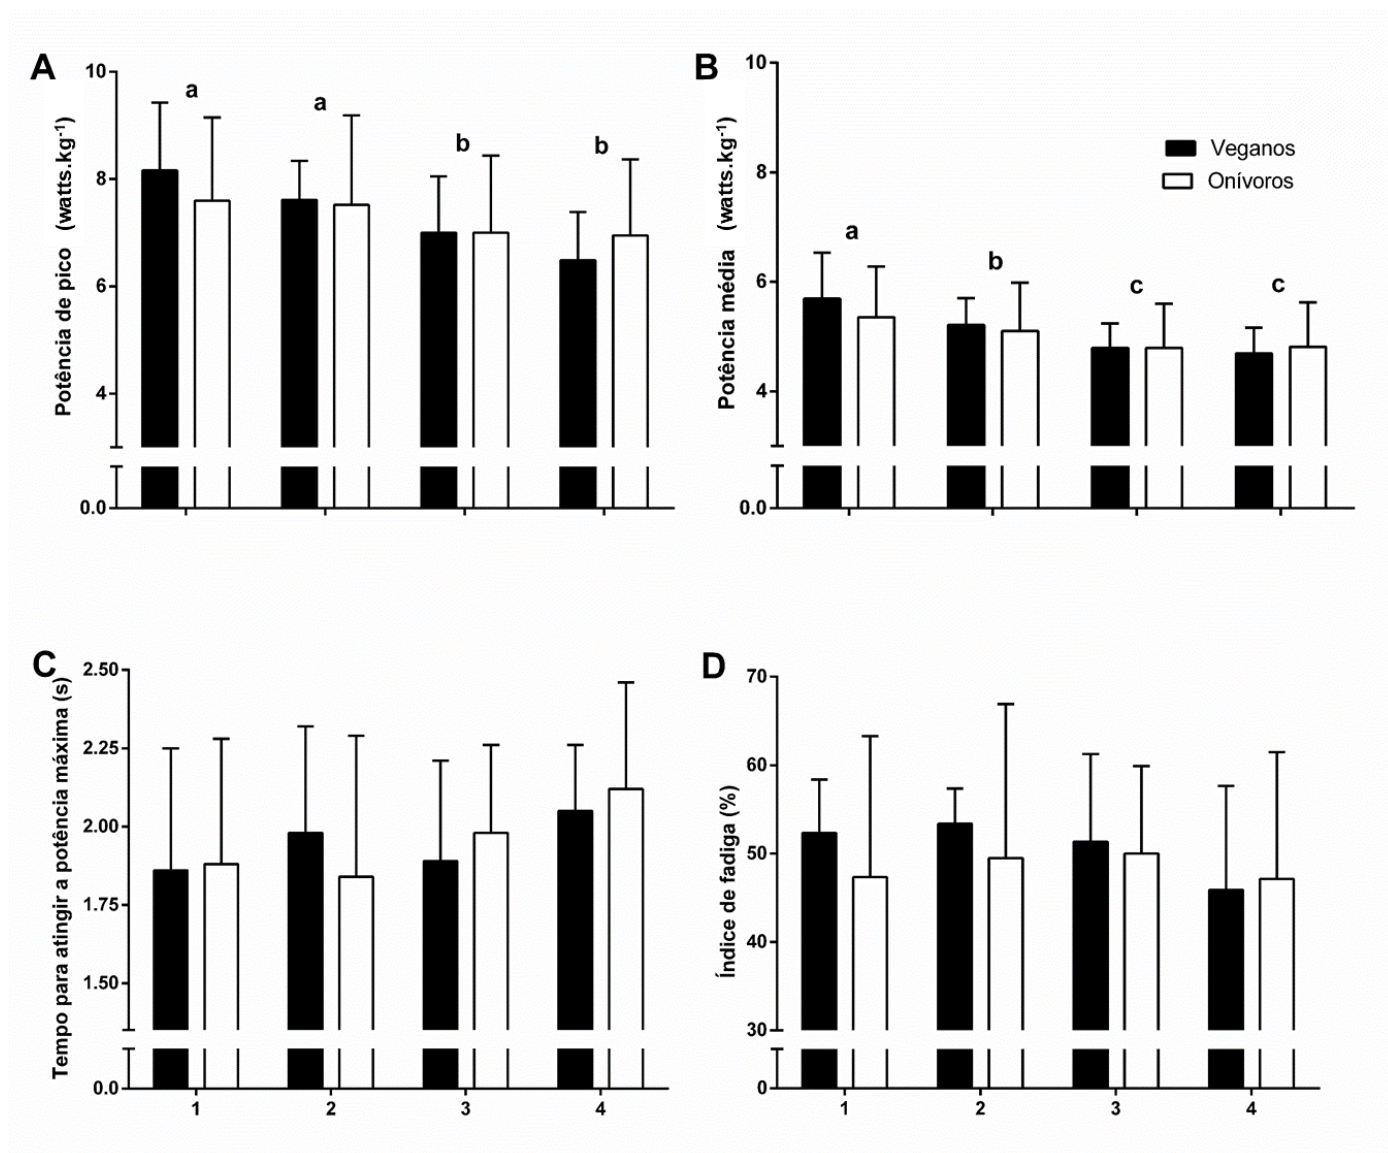 A
Potência de pico (watts.kg-1)
10
8
6
4
0.0
a
a
b
b
B
Potência média (watts.kg-1)
10
8
6
4
0.0
a
b
c
c
Veganos
Onívoros
C
Tempo para atingir a potência máxima (s)
2.50
2.25
2.00
1.75
1.50
0.0
1 2 3 4
D
Índice de fadiga (%)
70
60
50
40
30
0
1 2 3 4